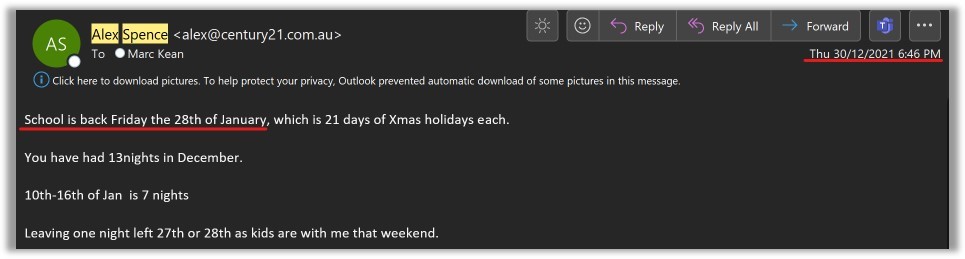 AS
Alex Spence <alex@century21.com.au>
To Marc Kean
Reply
Reply All
Forward
Thu 30/12/2021 6:46 PM
Click here to download pictures. To help protect your privacy, Outlook prevented automatic download of some pictures in this message.
School is back Friday the 28th of January, which is 21 days of Xmas holidays each.
You have had 13nights in December.
10th-16th of Jan  is 7 nights
Leaving one night left 27th or 28th as kids are with me that weekend.